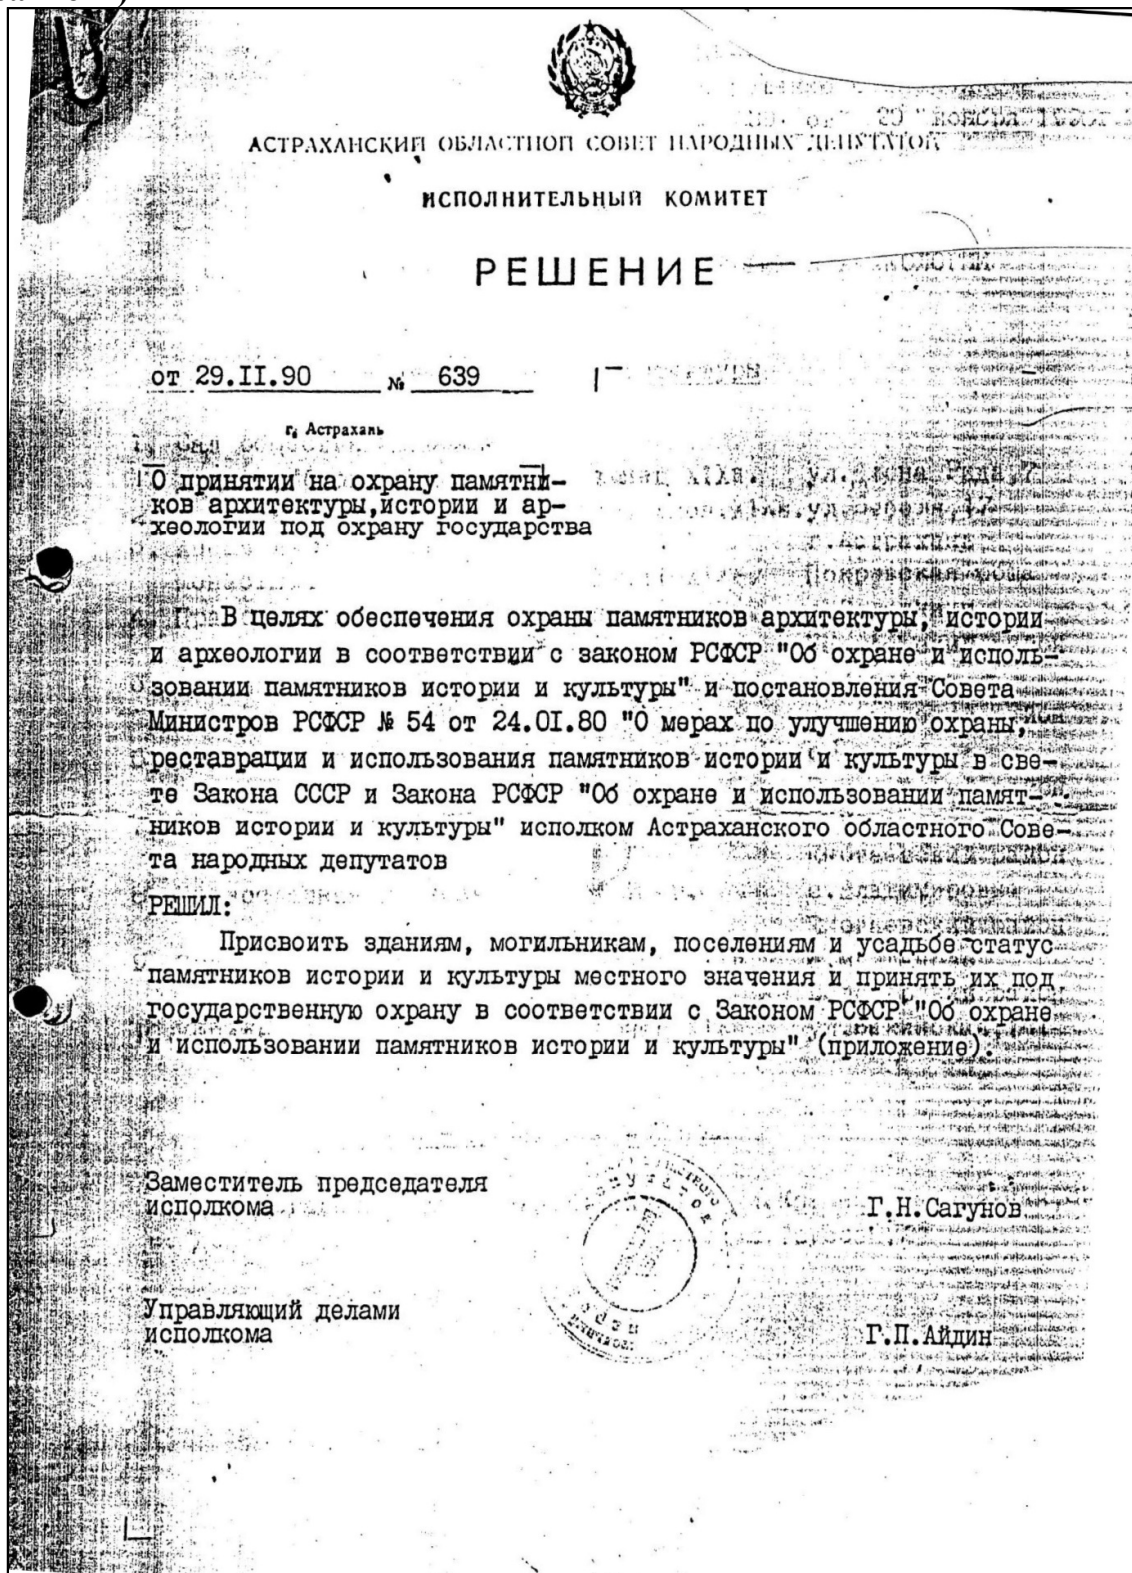 АСТРАХАНСКИЙ ОБЛАСТНОЙ СОВЕТ НАРОДНЫХ ДЕПУТАТОВ
ИСПОЛНИТЕЛЬНЫЙ КОМИТЕТ
РЕШЕНИЕ
от 29.II.90 № 639
г. Астрахань
О принятии на охрану памятни-
ков архитектуры,истории и ар-
хеологии под охрану государства
В целях обеспечения охраны памятников архитектуры, истории
и археологии в соответствии с законом РСФСР "Об охране и исполь-
зовании памятников истории и культуры" и постановления Совета
Министров РСФСР № 54 от 24.0I.80 "О мерах по улучшению охраны,
реставрации и использования памятников истории и культуры в све-
те Закона СССР и Закона РСФСР "Об охране и использовании памят-
ников истории и культуры" исполком Астраханского областного Сове-
та народных депутатов
РЕШИЛ:
Присвоить зданиям, могильникам, поселениям и усадьбе статус
памятников истории и культуры местного значения и принять их под
государственную охрану в соответствии с Законом РСФСР "Об охране
и использовании памятников истории и культуры" (приложение).
Заместитель председателя
исполкома Г.Н.Сагунов
Управляющий делами
исполкома Г.П.Айдин